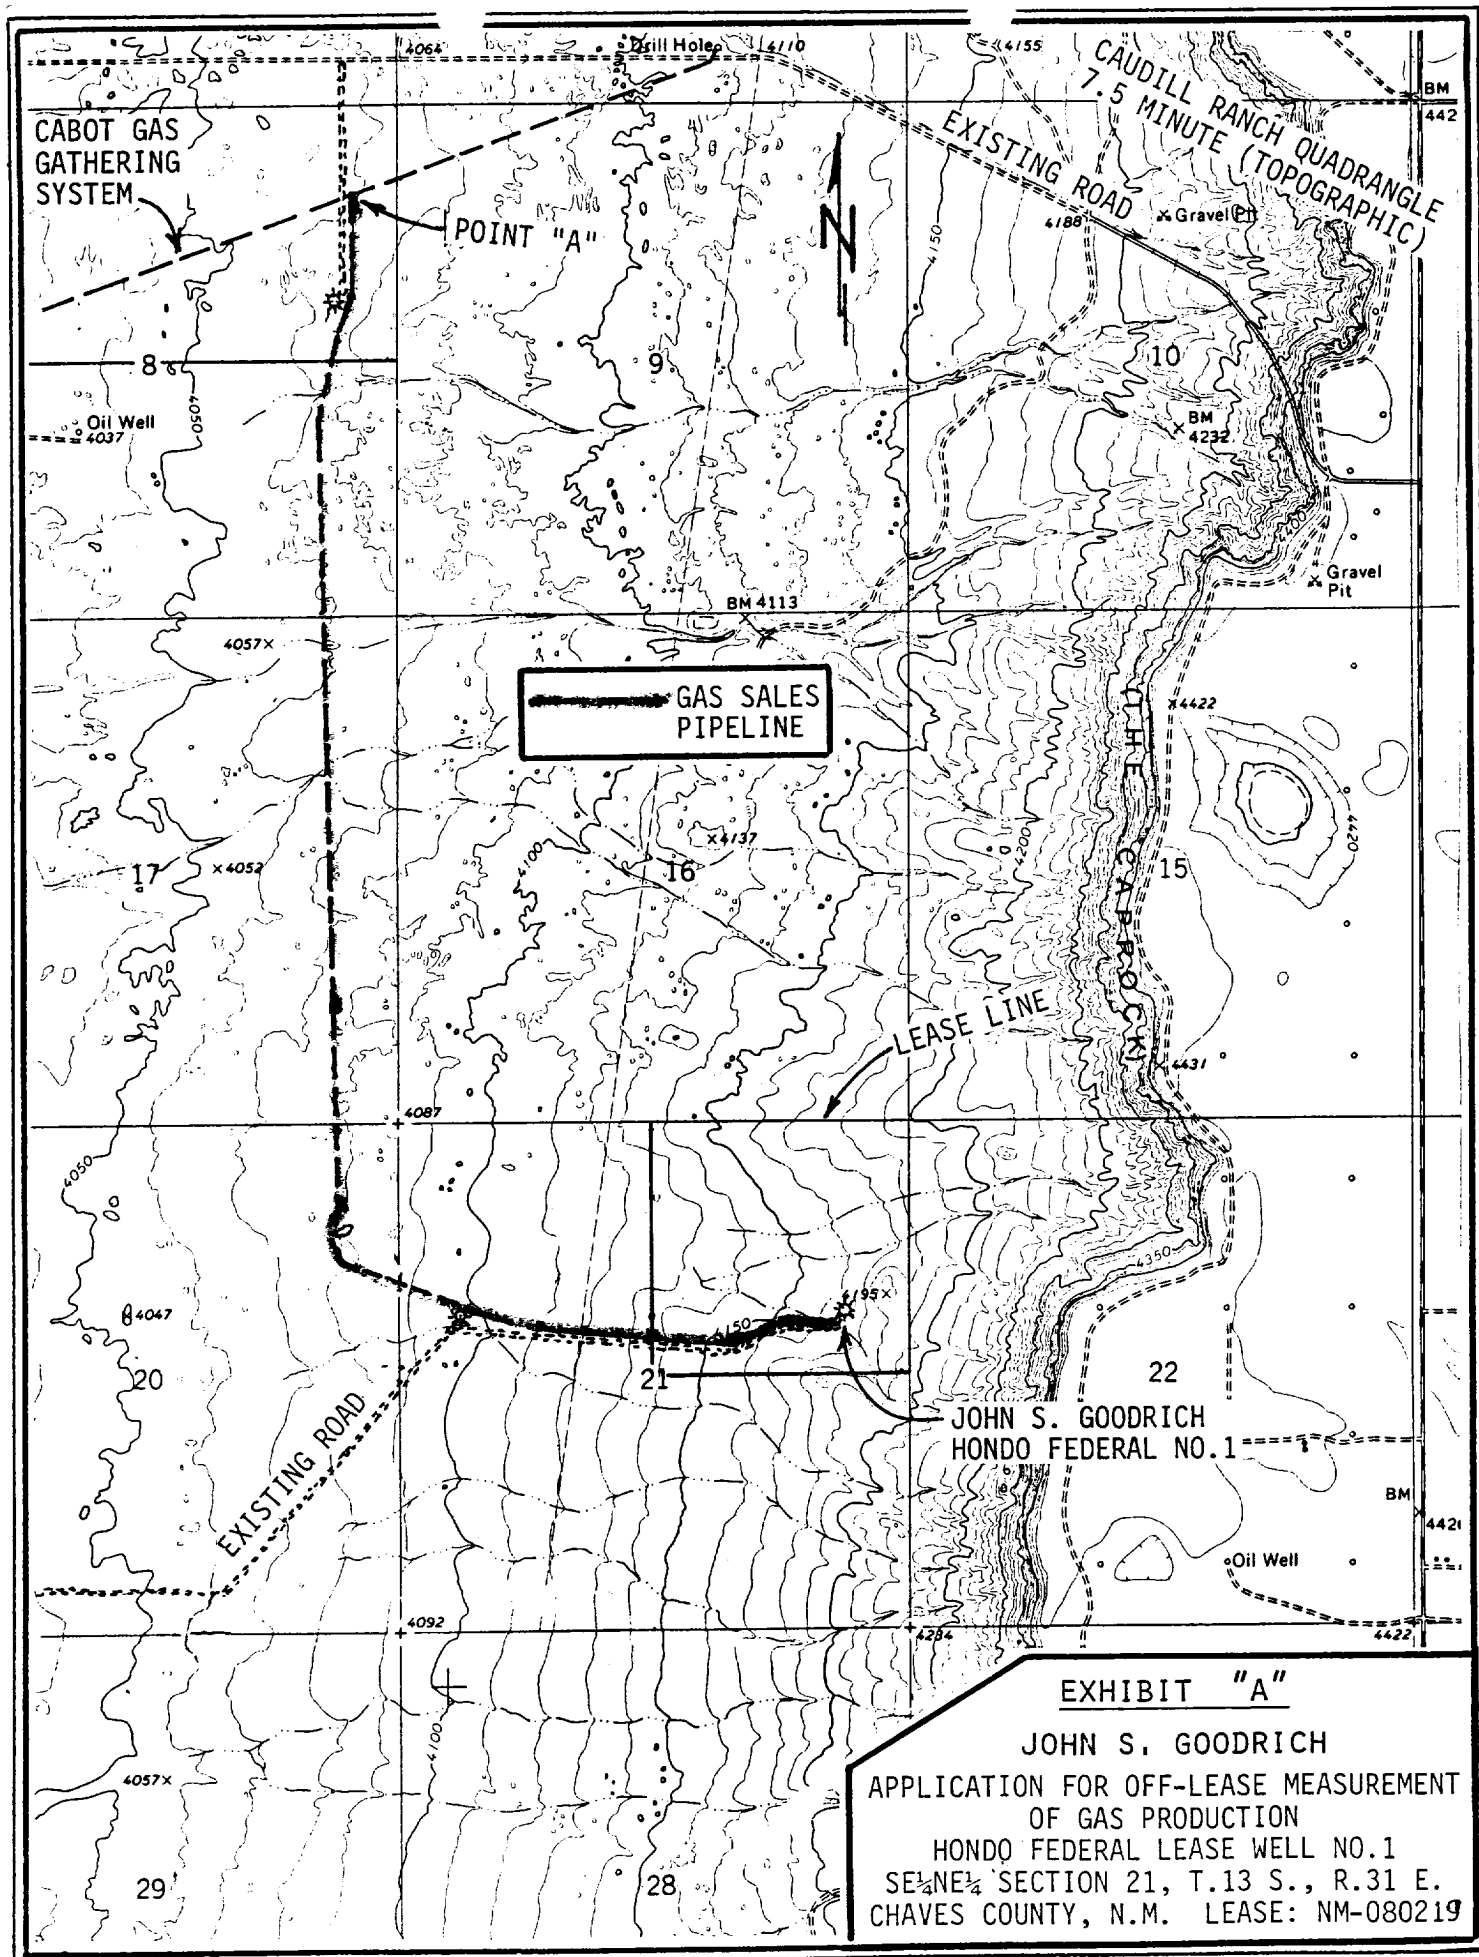 4064
Drill Hole
4110
4155
CAUDILL RANCH QUADRANGLE
7.5 MINUTE (TOPOGRAPHIC)
BM
442
CABOT GAS
GATHERING
SYSTEM
EXISTING ROAD
POINT "A"
N
4188
Gravel Pit
4150
8
9
10
4050
Oil Well
4037
BM
4232
Gravel
Pit
BM 4113
4057
GAS SALES
PIPELINE
4422
(THE CAPROCK)
4137
4100
4200
4420
17
4052
16
15
LEASE LINE
4431
4087
4050
4350
4195
4047
4150
20
21
22
JOHN S. GOODRICH
HONDO FEDERAL NO.1
EXISTING ROAD
BM
442
Oil Well
4092
4234
4422
4100
4057
29
28
EXHIBIT "A"
JOHN S. GOODRICH
APPLICATION FOR OFF-LEASE MEASUREMENT
OF GAS PRODUCTION
HONDO FEDERAL LEASE WELL NO.1
SE¼NE¼ SECTION 21, T.13 S., R.31 E.
CHAVES COUNTY, N.M. LEASE: NM-080219